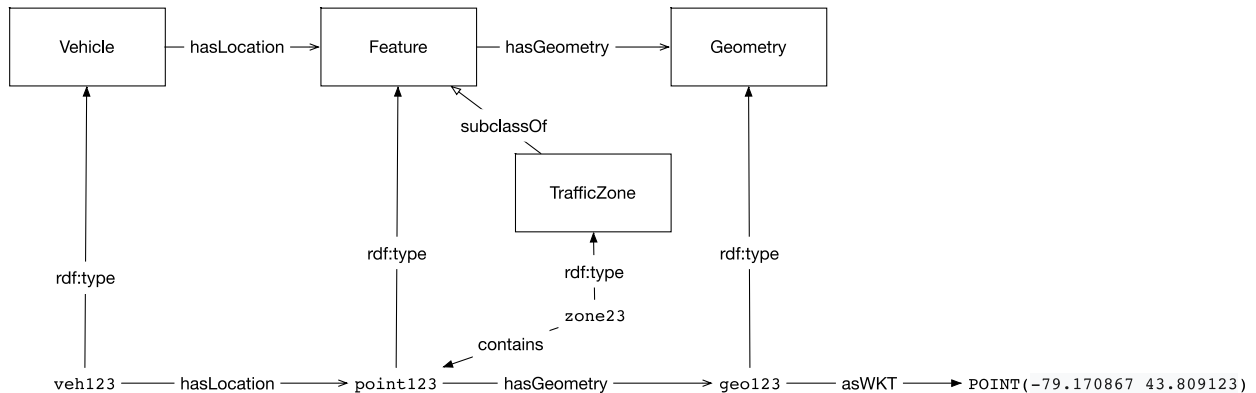 Vehicle hasLocation Feature hasGeometry Geometry
subclassOf
TrafficZone
rdf:type rdf:type rdf:type
rdf:type
zone23
contains
veh123 hasLocation point123 hasGeometry geo123 asWKT POINT(-79.170867 43.809123)